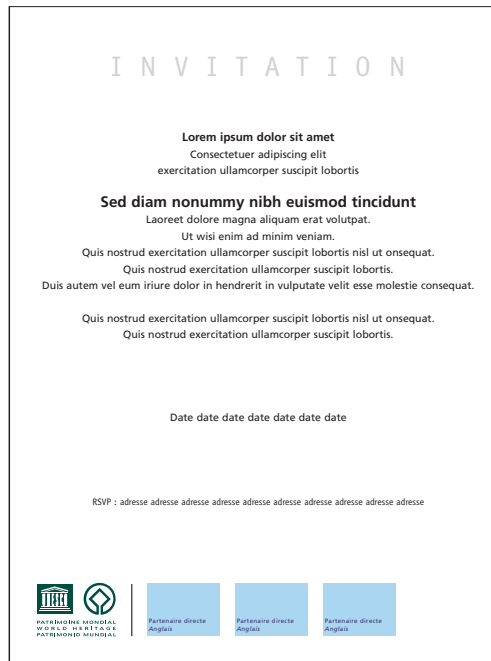 INVITATION
Lorem ipsum dolor sit amet
Consectetuer adipiscing elit
exercitation ullamcorper suscipit lobortis
Sed diam nonummy nibh euismod tincidunt
Laoreet dolore magna aliquam erat volutpat.
Ut wisi enim ad minim veniam.
Quis nostrud exercitation ullamcorper suscipit lobortis nisl ut onsequat.
Quis nostrud exercitation ullamcorper suscipit lobortis.
Duis autem vel eum iriure dolor in hendrerit in vulputate velit esse molestie consequat.
Quis nostrud exercitation ullamcorper suscipit lobortis nisl ut onsequat.
Quis nostrud exercitation ullamcorper suscipit lobortis.
Date date date date date date date
RSVP : adresse adresse adresse adresse adresse adresse adresse adresse adresse adresse
UNESCO
PATRIMOINE MONDIAL
WORLD HERITAGE
PATRIMONIO MUNDIAL
Partenaire directe
Anglais
Partenaire directe
Anglais
Partenaire directe
Anglais